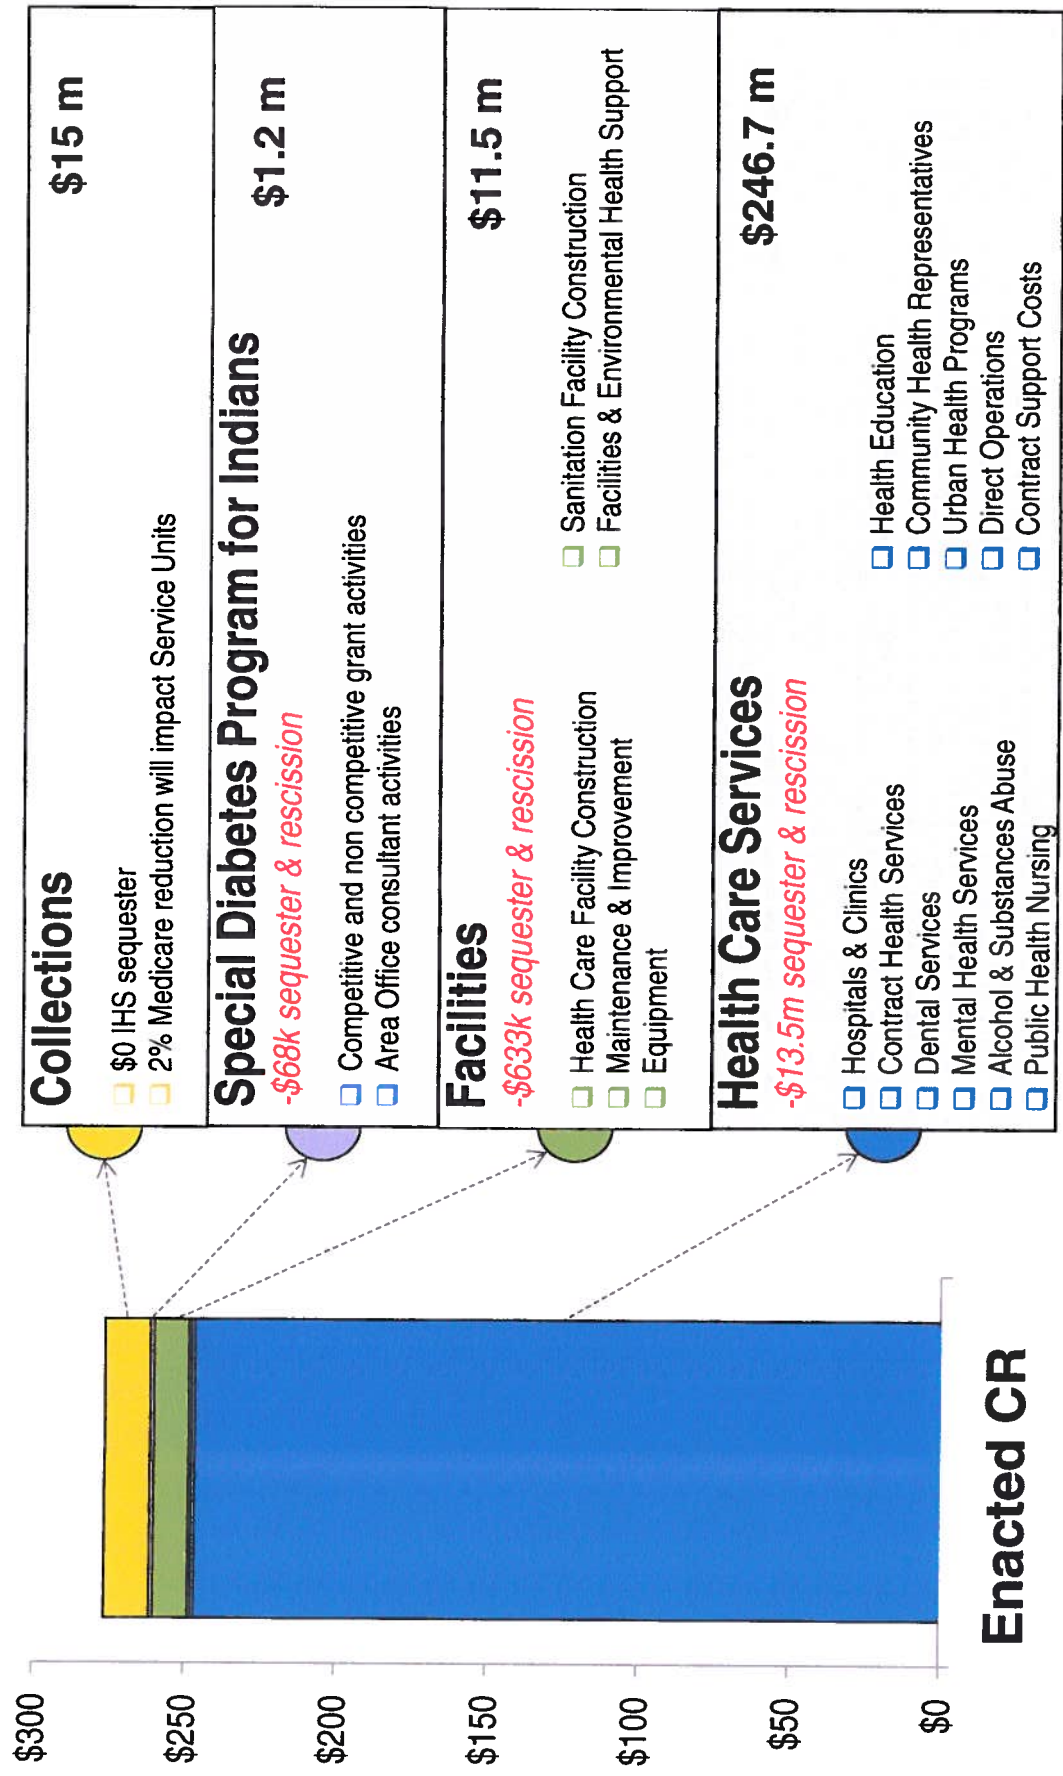 $300
$250
$200
$150
$100
$50
$0
Enacted CR
Collections
$15 m
$0 IHS sequester
2% Medicare reduction will impact Service Units
Special Diabetes Program for Indians
-$68k sequester & rescission
$1.2 m
Competitive and non competitive grant activities
Area Office consultant activities
Facilities
-$633k sequester & rescission
$11.5 m
Health Care Facility Construction
Maintenance & Improvement
Equipment
Sanitation Facility Construction
Facilities & Environmental Health Support
Health Care Services
-$13.5m sequester & rescission
$246.7 m
Hospitals & Clinics
Contract Health Services
Dental Services
Mental Health Services
Alcohol & Substances Abuse
Public Health Nursing
Health Education
Community Health Representatives
Urban Health Programs
Direct Operations
Contract Support Costs